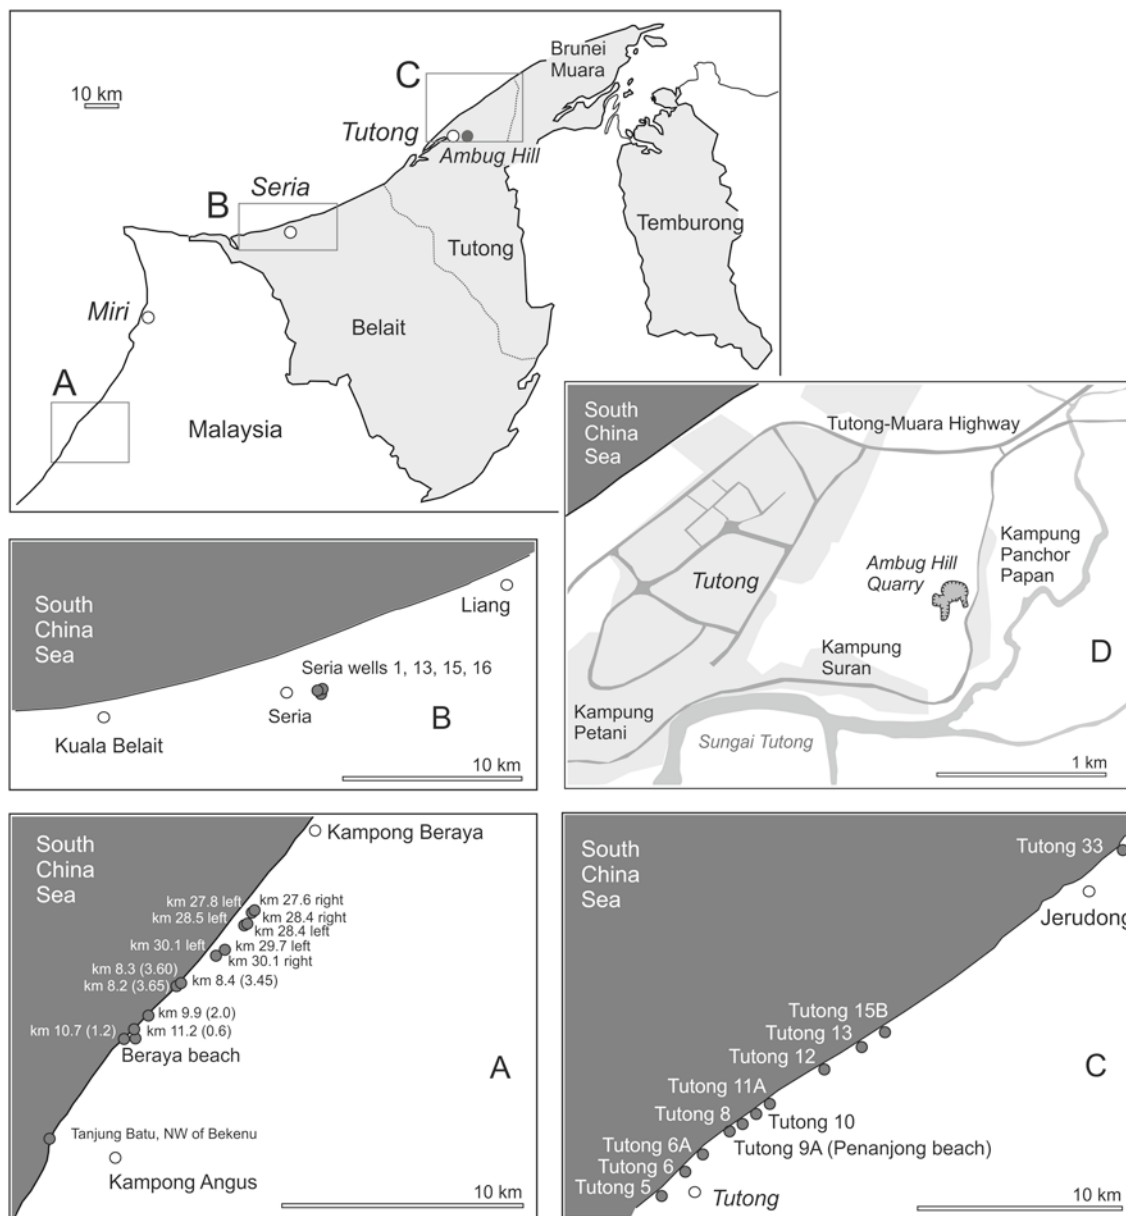 10 km
C
Brunei
Muara
Tutong
Ambug Hill
Seria
B
Temburong
Tutong
Miri
Belait
A
Malaysia
South
China
Sea
Tutong-Muara Highway
Kampung
Panchor
Papan
Ambug Hill
Quarry
Tutong
Kampung
Suran
D
Kampung
Petani
Sungai Tutong
1 km
South
China
Sea
Liang
Seria wells 1, 13, 15, 16
Seria
Kuala Belait
B
10 km
South
China
Sea
Kampong Beraya
km 27.8 left
km 27.6 right
km 28.5 left
km 28.4 right
km 28.4 left
km 30.1 left
km 29.7 left
km 30.1 right
km 8.3 (3.60)
km 8.2 (3.65)
km 8.4 (3.45)
km 9.9 (2.0)
km 10.7 (1.2)
km 11.2 (0.6)
Beraya beach
A
Tanjung Batu, NW of Bekenu
Kampong Angus
10 km
South
China
Sea
Tutong 33
Jerudong
Tutong 15B
Tutong 13
Tutong 12
C
Tutong 11A
Tutong 8
Tutong 10
Tutong 9A (Penanjong beach)
Tutong 6A
Tutong 6
Tutong 5
Tutong
10 km